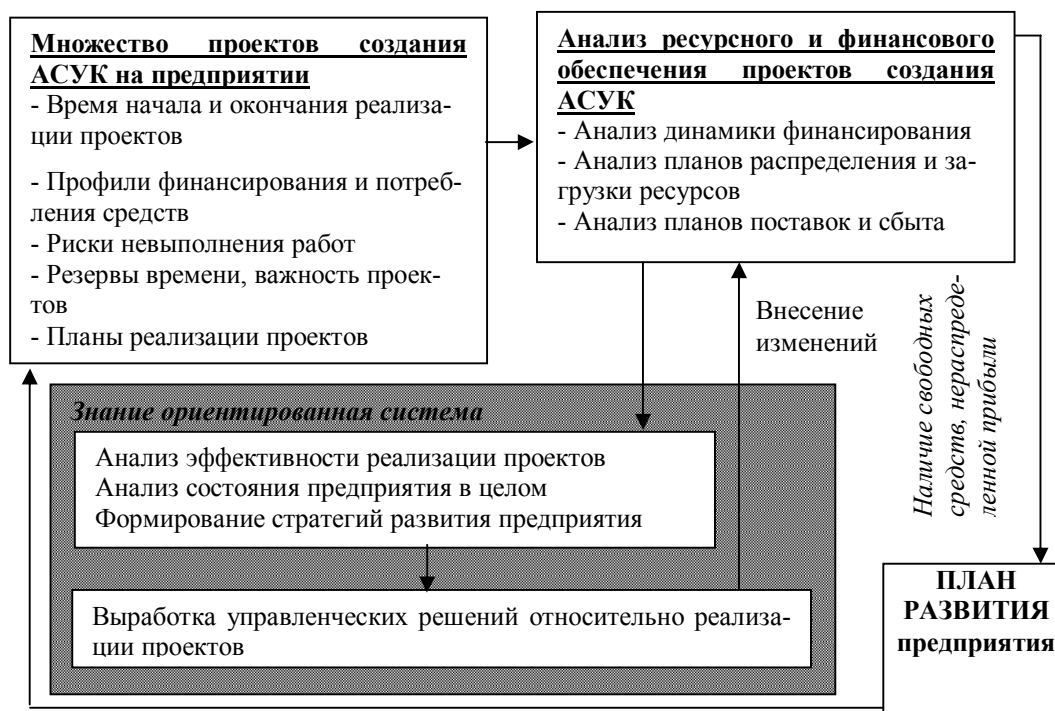 Множество проектов создания
АСУК на предприятии
- Время начала и окончания реализа-
ции проектов
- Профили финансирования и потреб-
ления средств
- Риски невыполнения работ
- Резервы времени, важность проек-
тов
- Планы реализации проектов
Анализ ресурсного и финансового
обеспечения проектов создания
АСУК
- Анализ динамики финансирования
- Анализ планов распределения и за-
грузки ресурсов
- Анализ планов поставок и сбыта
Внесение
изменений
Наличие свободных
средств, нераспреде-
ленной прибыли
Знание ориентированная система
Анализ эффективности реализации проектов
Анализ состояния предприятия в целом
Формирование стратегий развития предприятия
Выработка управленческих решений относительно реализа-
ции проектов
ПЛАН
РАЗВИТИЯ
предприятия